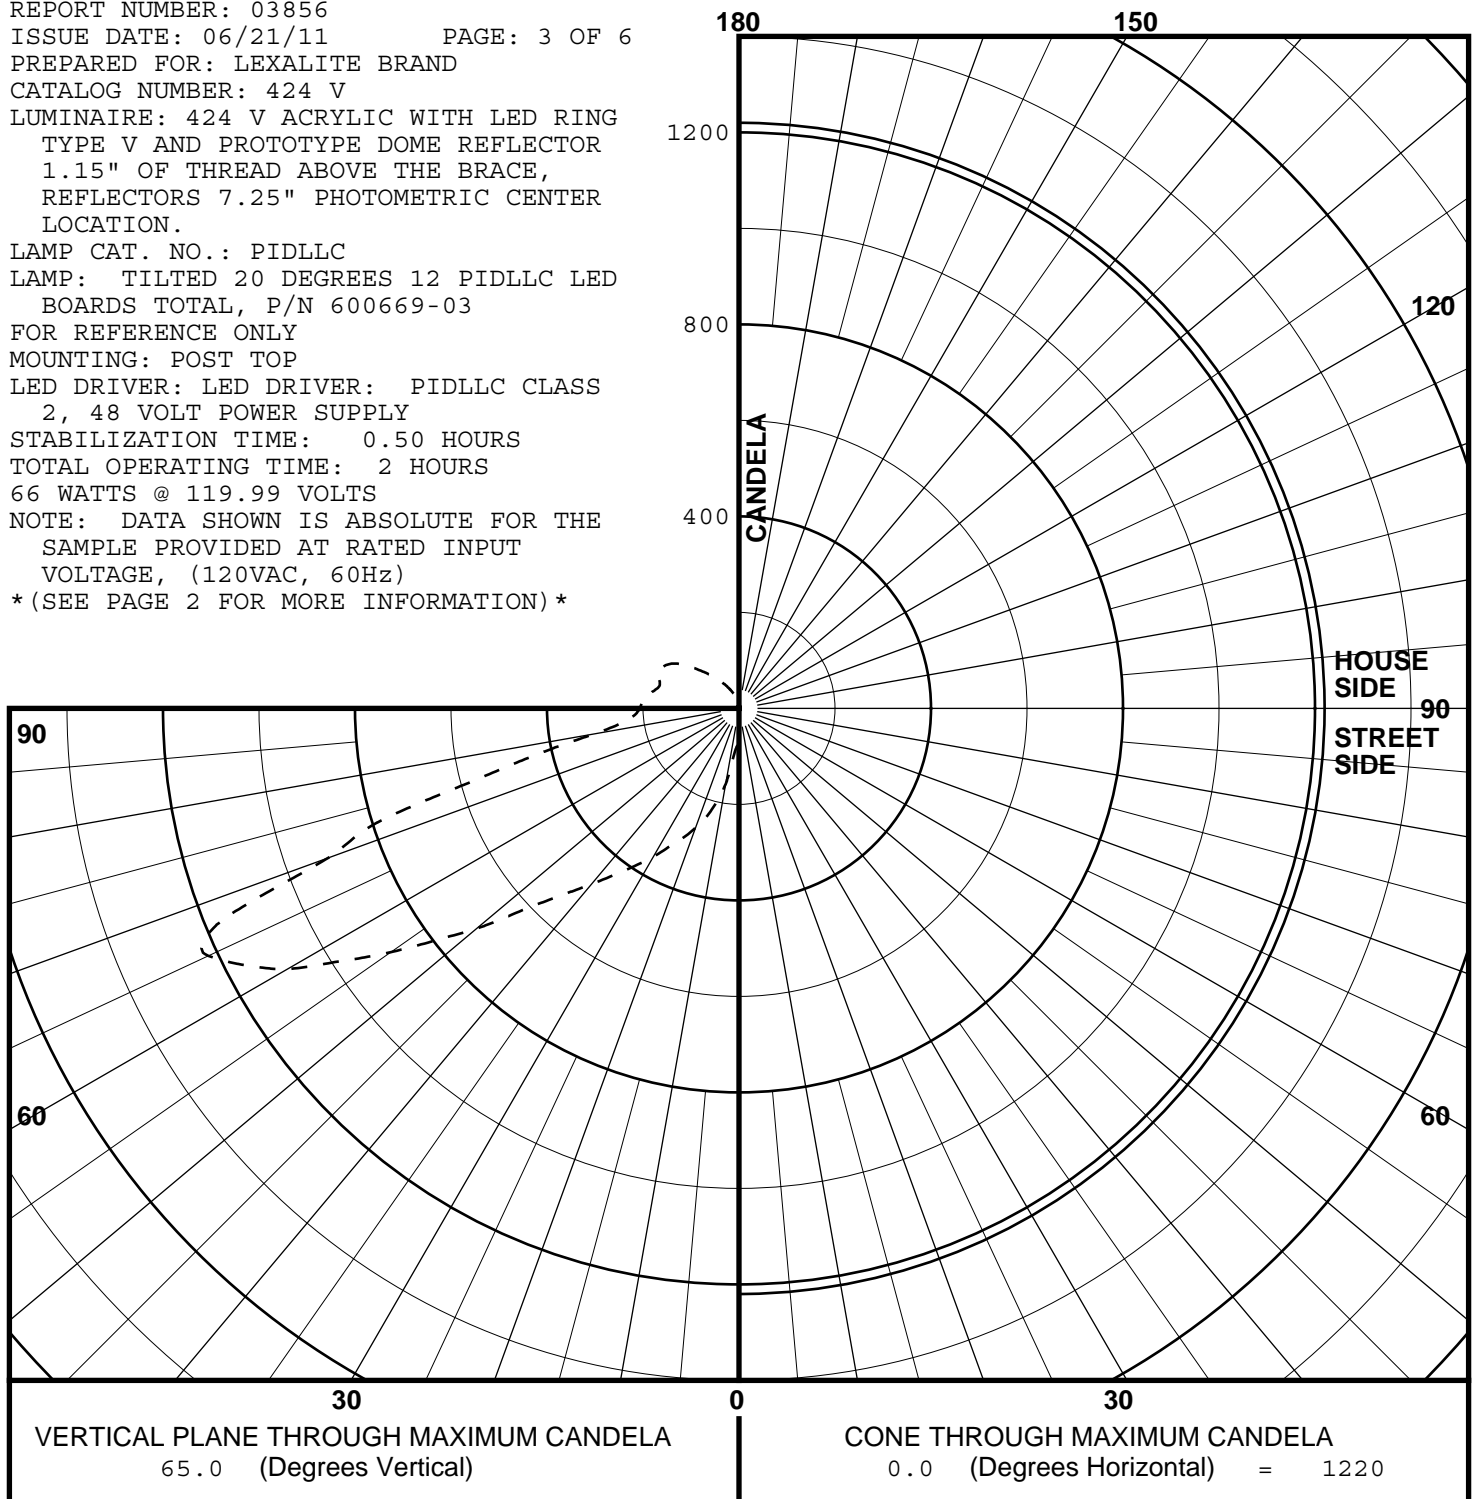 REPORT NUMBER: 03856
ISSUE DATE: 06/21/11 PAGE: 3 OF 6
PREPARED FOR: LEXALITE BRAND
CATALOG NUMBER: 424 V
LUMINAIRE: 424 V ACRYLIC WITH LED RING
TYPE V AND PROTOTYPE DOME REFLECTOR
1.15" OF THREAD ABOVE THE BRACE,
REFLECTORS 7.25" PHOTOMETRIC CENTER
LOCATION.
LAMP CAT. NO.: PIDLLC
LAMP: TILTED 20 DEGREES 12 PIDLLC LED
BOARDS TOTAL, P/N 600669-03
FOR REFERENCE ONLY
MOUNTING: POST TOP
LED DRIVER: LED DRIVER: PIDLLC CLASS
2, 48 VOLT POWER SUPPLY
STABILIZATION TIME: 0.50 HOURS
TOTAL OPERATING TIME: 2 HOURS
66 WATTS @ 119.99 VOLTS
NOTE: DATA SHOWN IS ABSOLUTE FOR THE
SAMPLE PROVIDED AT RATED INPUT
VOLTAGE, (120VAC, 60Hz)
*(SEE PAGE 2 FOR MORE INFORMATION)*
180
150
1200
120
800
CANDELA
400
HOUSE
SIDE
90
STREET
SIDE
90
60
60
30
0
30
VERTICAL PLANE THROUGH MAXIMUM CANDELA
65.0 (Degrees Vertical)
CONE THROUGH MAXIMUM CANDELA
0.0 (Degrees Horizontal) = 1220